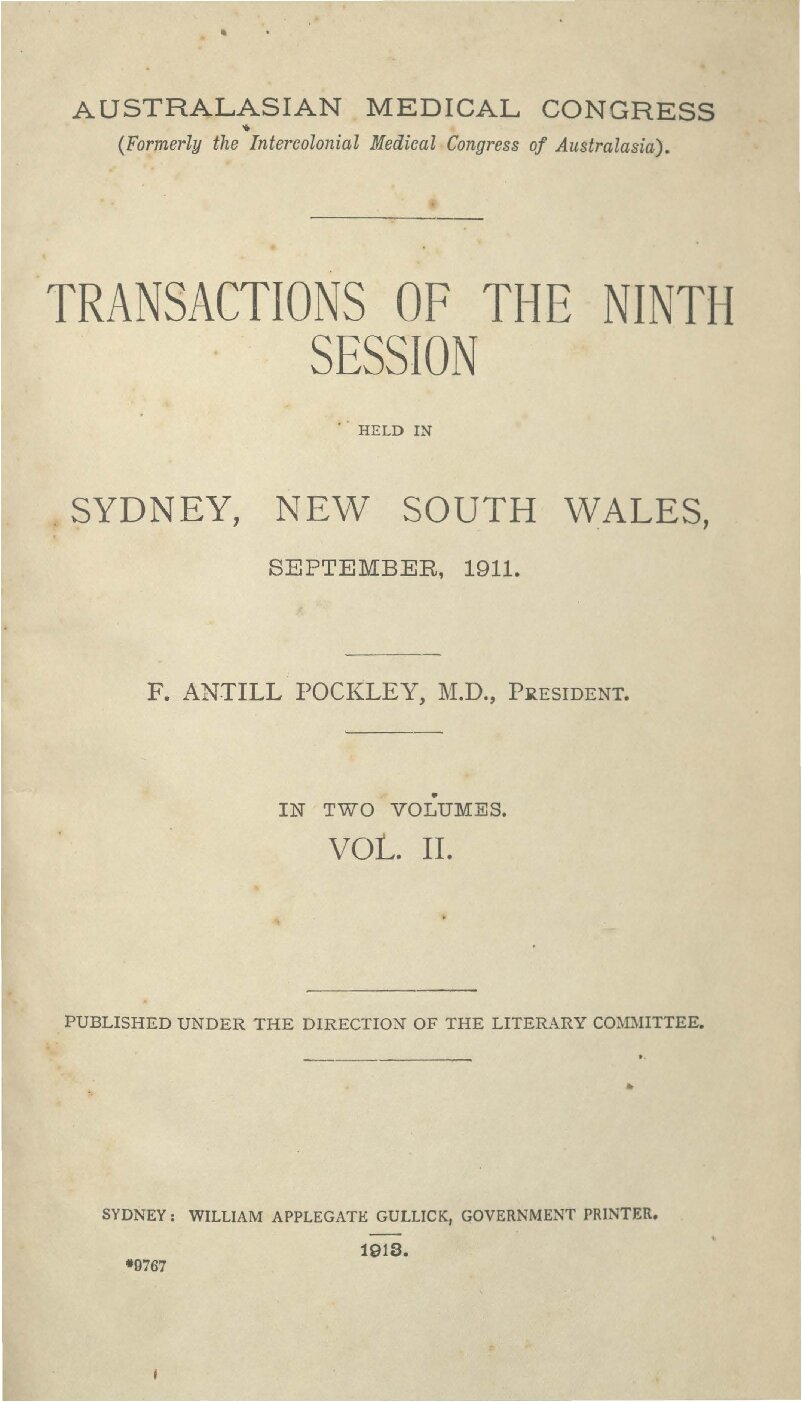 AUSTRALASIAN MEDICAL CONGRESS
(Formerly the Intercolonial Medical Congress of Australasia).
TRANSACTIONS OF THE NINTH
SESSION
HELD IN
SYDNEY, NEW SOUTH WALES,
SEPTEMBER, 1911.
F. ANTILL POCKLEY, M.D., PRESIDENT.
IN TWO VOLUMES.
VOL. II.
PUBLISHED UNDER THE DIRECTION OF THE LITERARY COMMITTEE.
SYDNEY: WILLIAM APPLEGATE GULLICK, GOVERNMENT PRINTER.
1913.
*9767